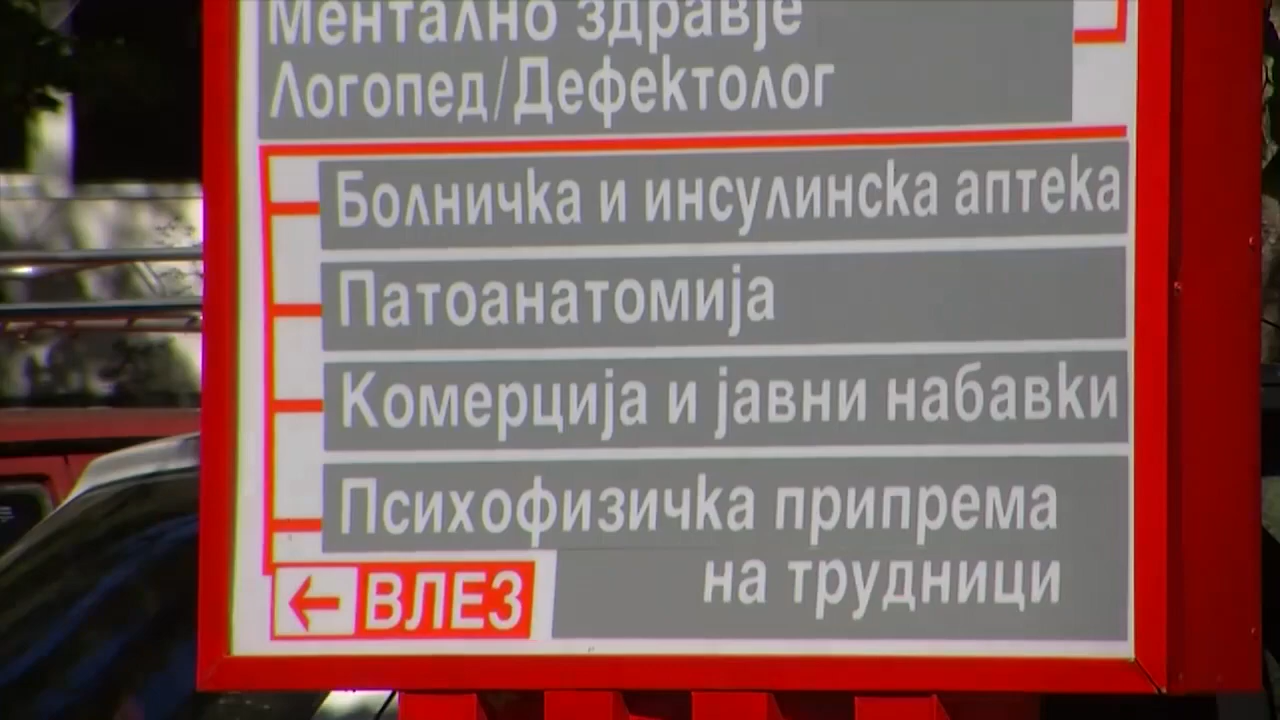 Ментално здравје
Логопед/Дефектолог
Болничка и инсулинска аптека
Патоанатомија
Комерција и јавни набавки
Психофизичка припрема
на трудници
ВЛЕЗ